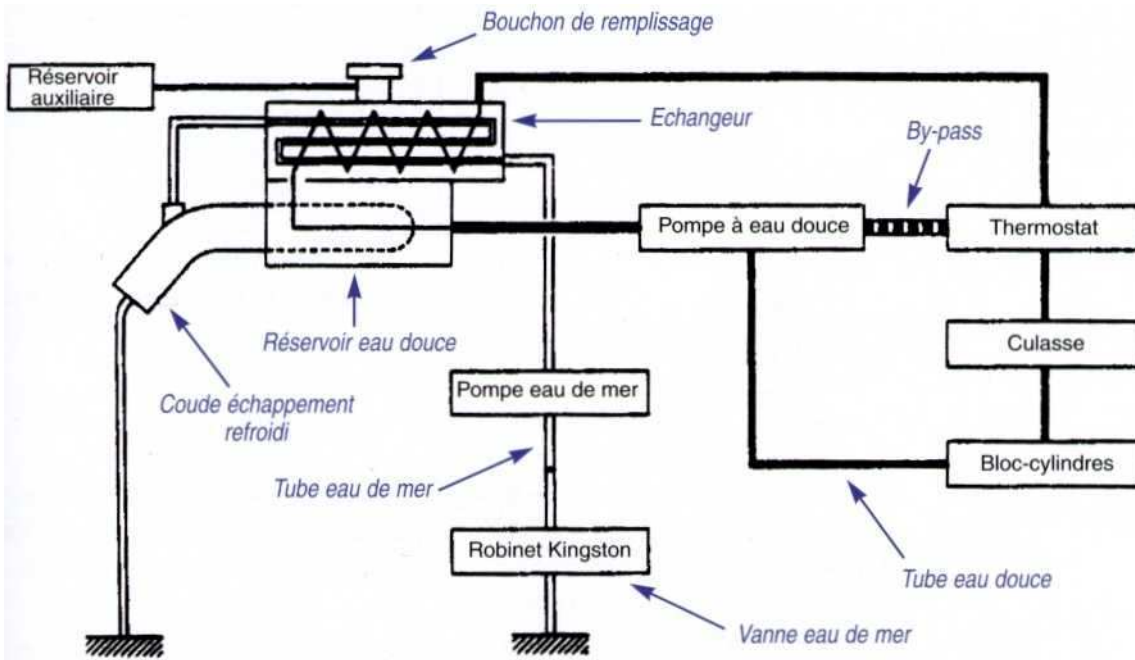 Bouchon de remplissage
Réservoir
auxiliaire
Echangeur
By-pass
Pompe à eau douce
Thermostat
Réservoir eau douce
Culasse
Coude échappement
refroidi
Pompe eau de mer
Tube eau de mer
Bloc-cylindres
Robinet Kingston
Tube eau douce
Vanne eau de mer